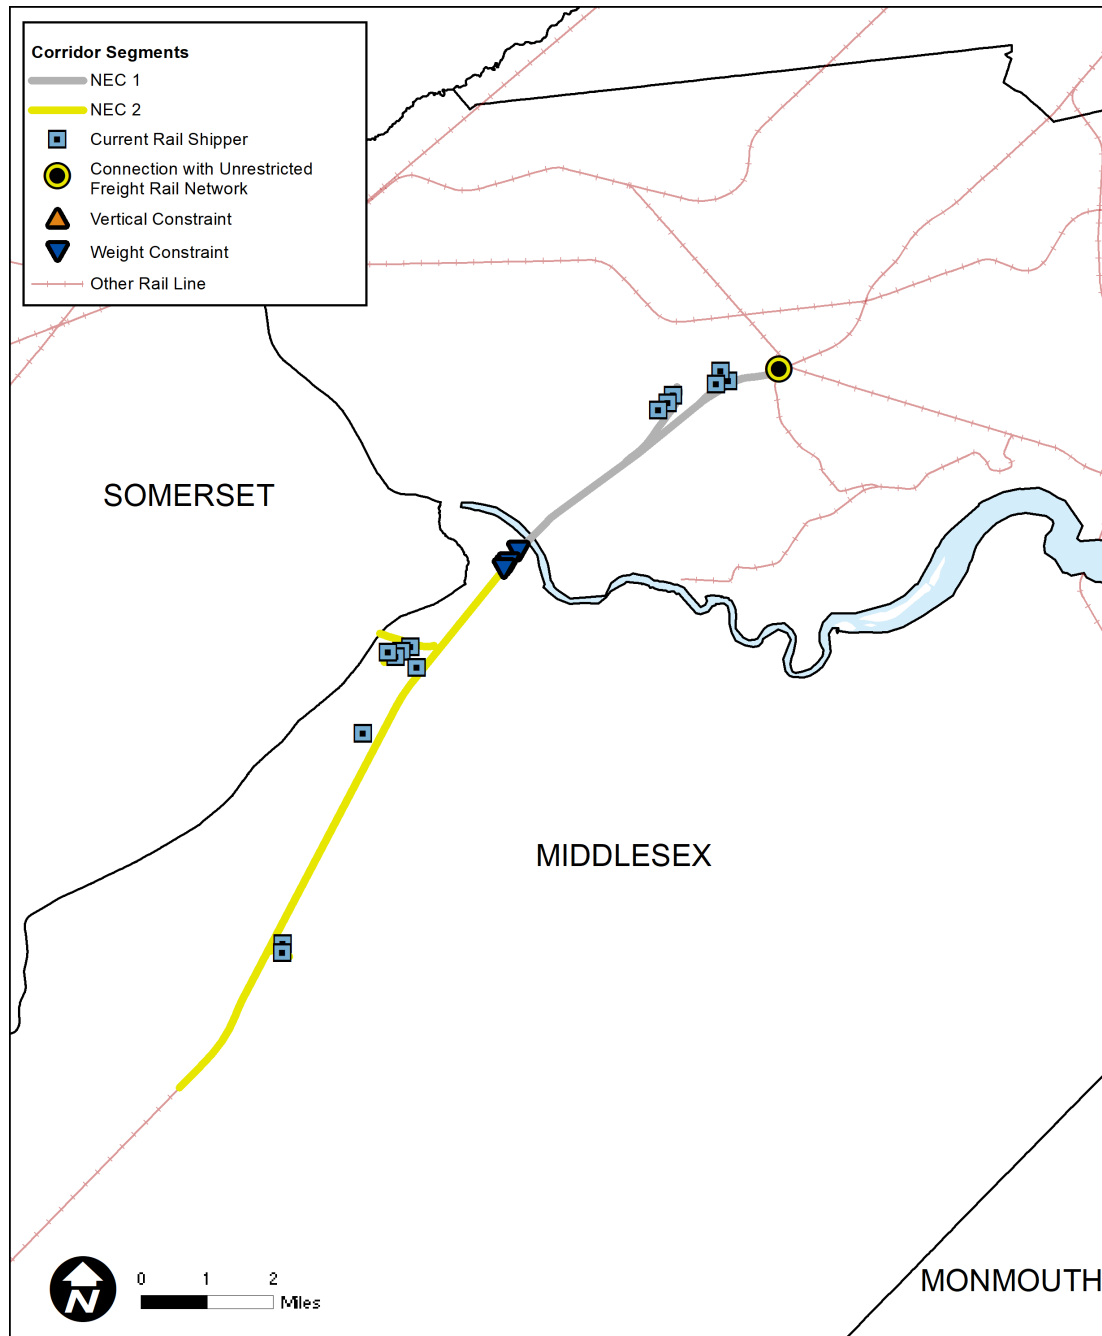 Corridor Segments
NEC 1
NEC 2
Current Rail Shipper
Connection with Unrestricted
Freight Rail Network
Vertical Constraint
Weight Constraint
Other Rail Line
SOMERSET
MIDDLESEX
MONMOUTH
N
0 1 2
Miles